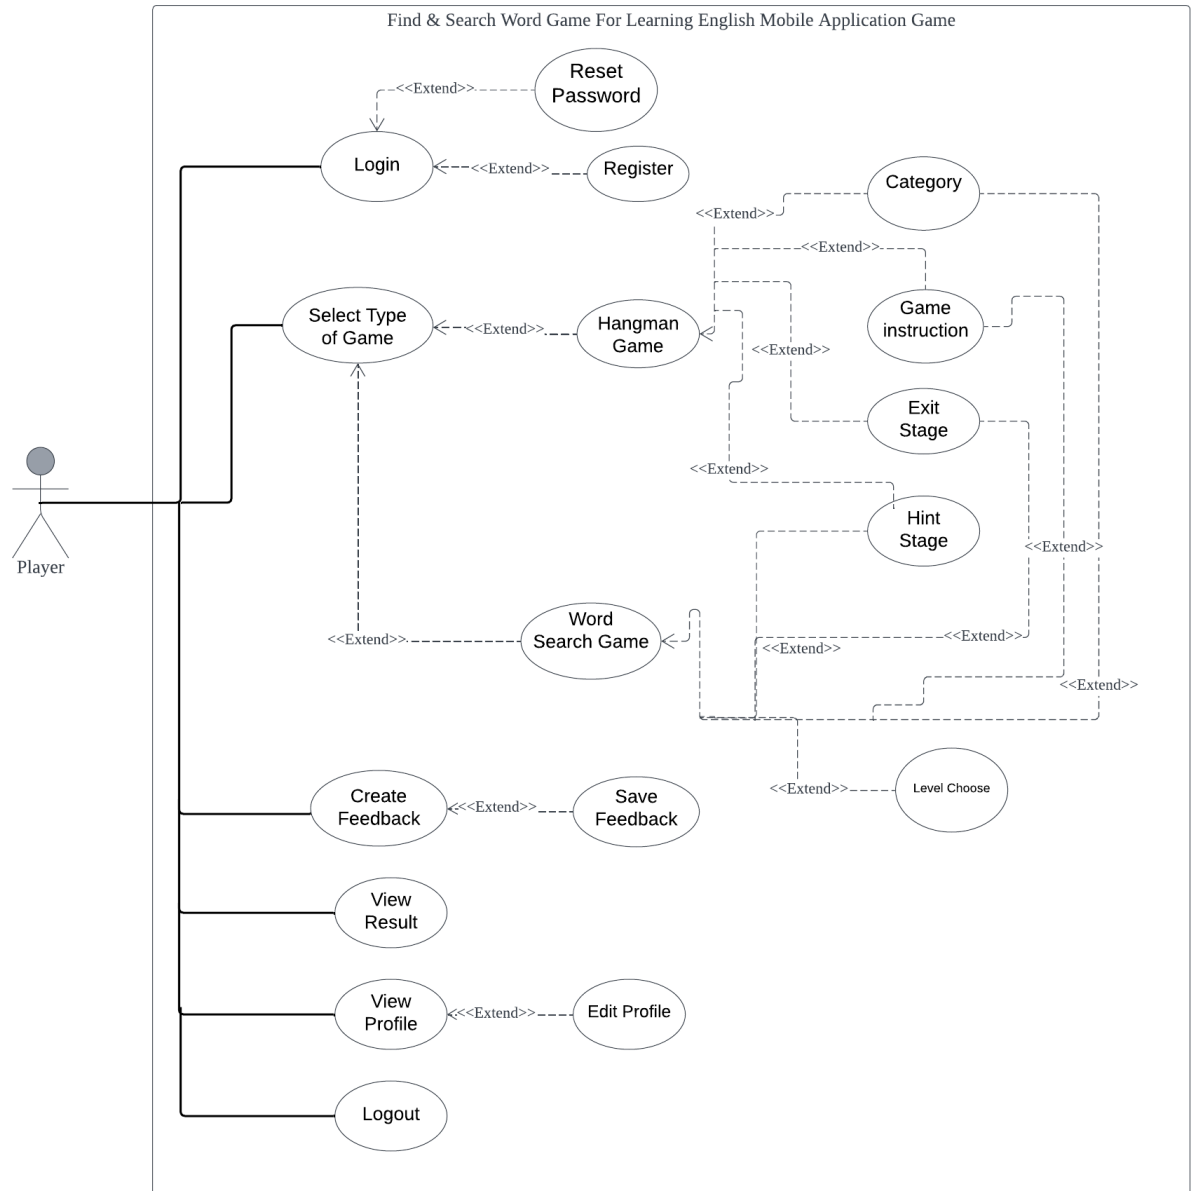 Find & Search Word Game For Learning English Mobile Application Game
Reset
Password
<<Extend>>
Login
<<Extend>>
Register
Category
<<Extend>>
<<Extend>>
Game
instruction
Select Type
of Game
<<Extend>>
Hangman
Game
<<Extend>>
Exit
Stage
<<Extend>>
Hint
Stage
<<Extend>>
Player
Word
Search Game
<<Extend>>
<<Extend>>
<<Extend>>
<<Extend>>
<<Extend>>
Level Choose
Create
Feedback
<<Extend>>
Save
Feedback
View
Result
View
Profile
<<Extend>>
Edit Profile
Logout